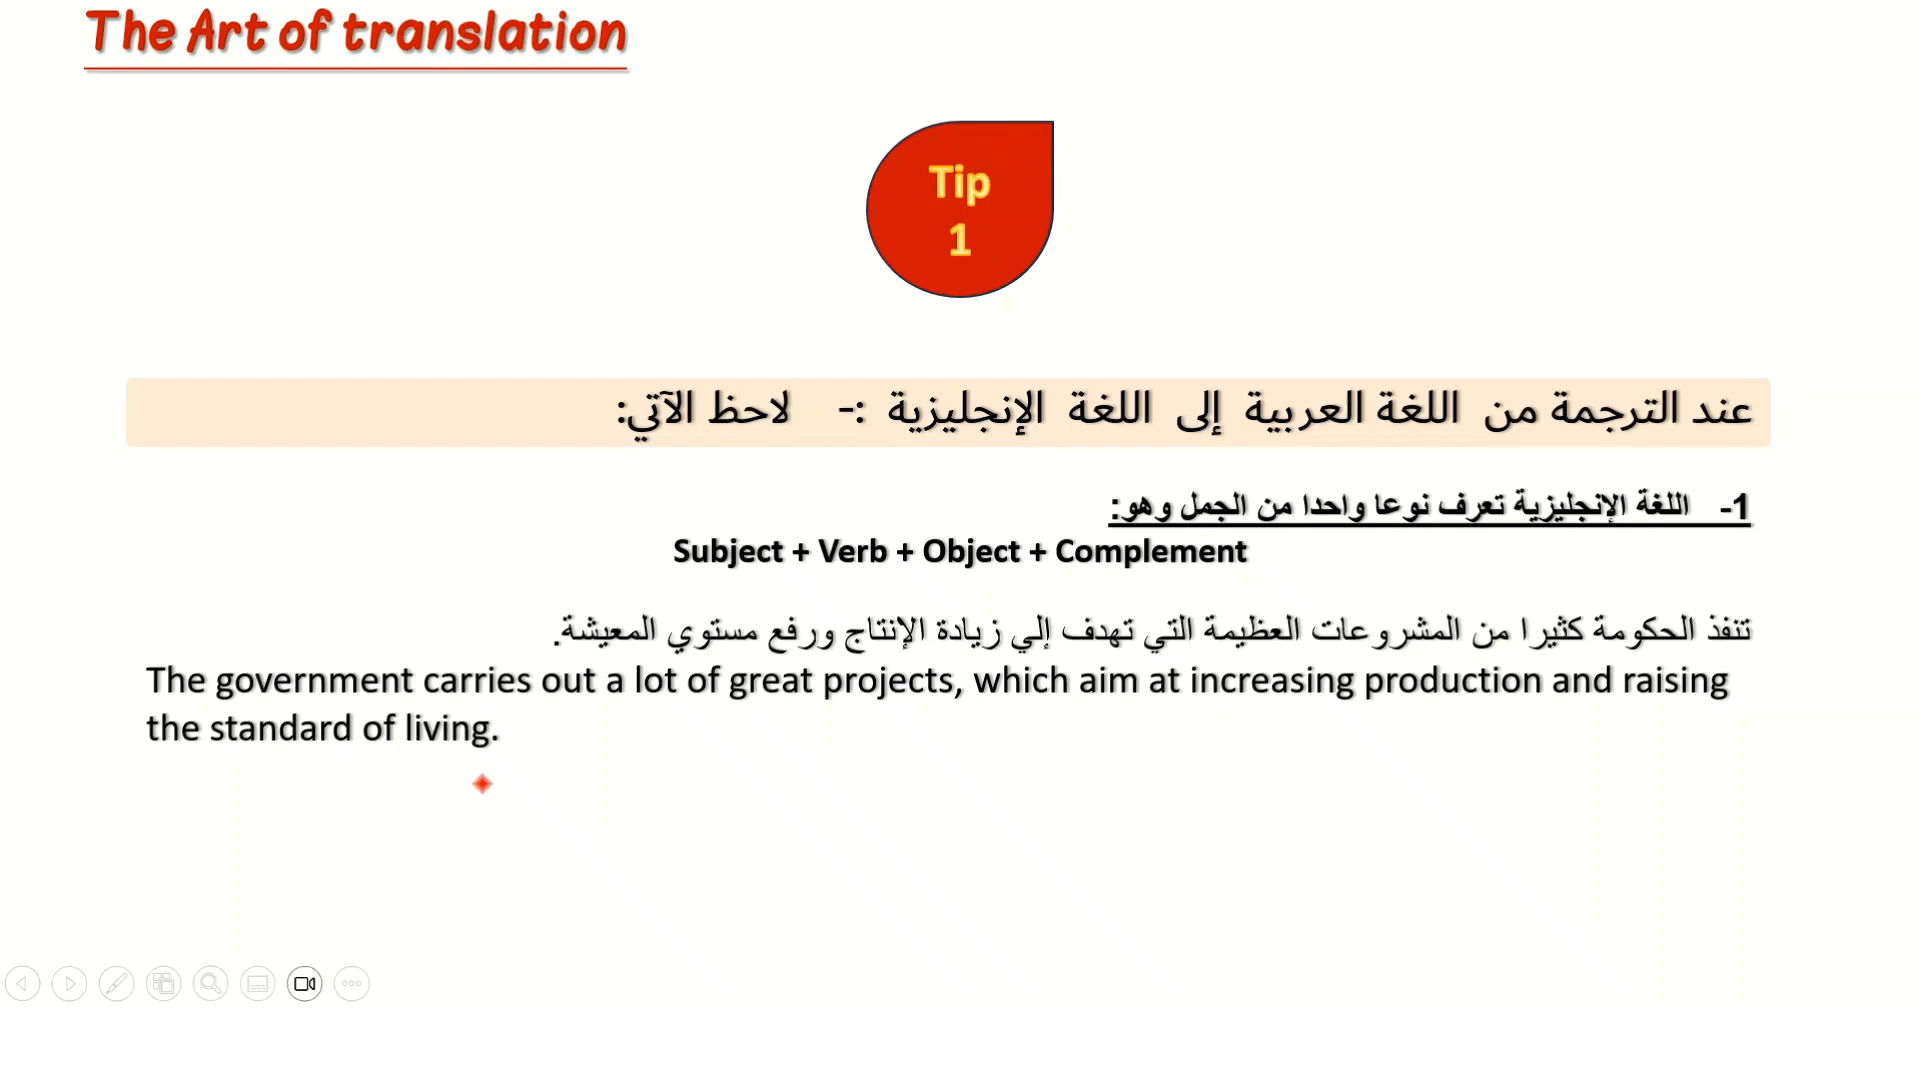 The Art of translation
Tip
1
عند الترجمة من اللغة العربية إلى اللغة الإنجليزية :- لاحظ الآتي:
1- اللغة الإنجليزية تعرف نوعا واحدا من الجمل وهو:
Subject + Verb + Object + Complement
تنفذ الحكومة كثيرا من المشروعات العظيمة التي تهدف إلي زيادة الإنتاج ورفع مستوي المعيشة.
The government carries out a lot of great projects, which aim at increasing production and raising
the standard of living.